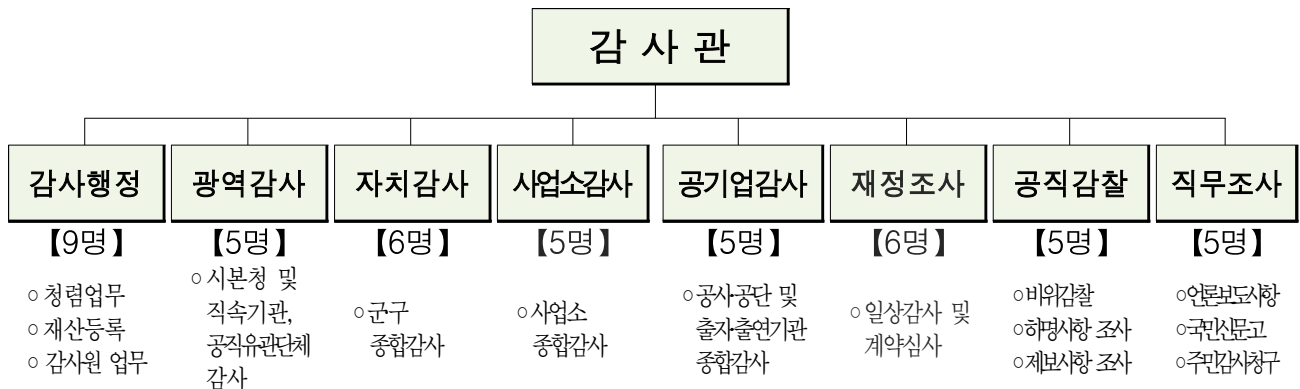 감 사 관
감사행정
광역감사
자치감사
사업소감사
공기업감사
재정조사
공직감찰
직무조사
【9명】
【5명】
【6명】
【5명】
【5명】
【6명】
【5명】
【5명】
○ 청렴업무
○ 재산등록
○ 감사원 업무
○ 시본청 및
직속기관,
공직유관단체
감사
○ 군·구
종합감사
○ 사업소
종합감사
○ 공사·공단 및
출자·출연기관
종합감사
○ 일상감사 및
계약심사
○ 비위감찰
○ 하명사항 조사
○ 제보사항 조사
○ 언론보도사항
○ 국민신문고
○ 주민감사청구